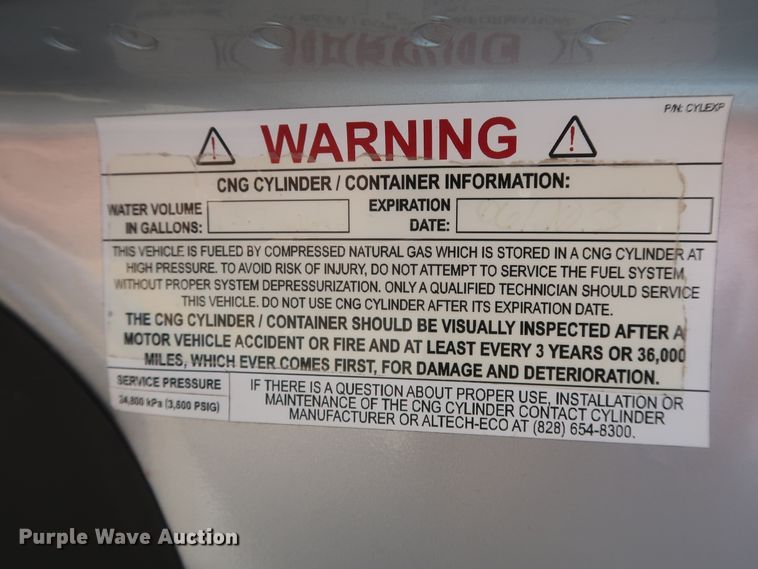 P/N: CYLEXP
WARNING
CNG CYLINDER / CONTAINER INFORMATION:
WATER VOLUME
IN GALLONS:
EXPIRATION
DATE:
THIS VEHICLE IS FUELED BY COMPRESSED NATURAL GAS WHICH IS STORED IN A CNG CYLINDER AT
HIGH PRESSURE. TO AVOID RISK OF INJURY, DO NOT ATTEMPT TO SERVICE THE FUEL SYSTEM
WITHOUT PROPER SYSTEM DEPRESSURIZATION. ONLY A QUALIFIED TECHNICIAN SHOULD SERVICE
THIS VEHICLE. DO NOT USE CNG CYLINDER AFTER ITS EXPIRATION DATE.
THE CNG CYLINDER / CONTAINER SHOULD BE VISUALLY INSPECTED AFTER A
MOTOR VEHICLE ACCIDENT OR FIRE AND AT LEAST EVERY 3 YEARS OR 36,000
MILES, WHICH EVER COMES FIRST, FOR DAMAGE AND DETERIORATION.
SERVICE PRESSURE
24,800 kPa (3,600 PSIG)
IF THERE IS A QUESTION ABOUT PROPER USE, INSTALLATION OR
MAINTENANCE OF THE CNG CYLINDER CONTACT CYLINDER
MANUFACTURER OR ALTECH-ECO AT (828) 654-8300.
Purple Wave Auction